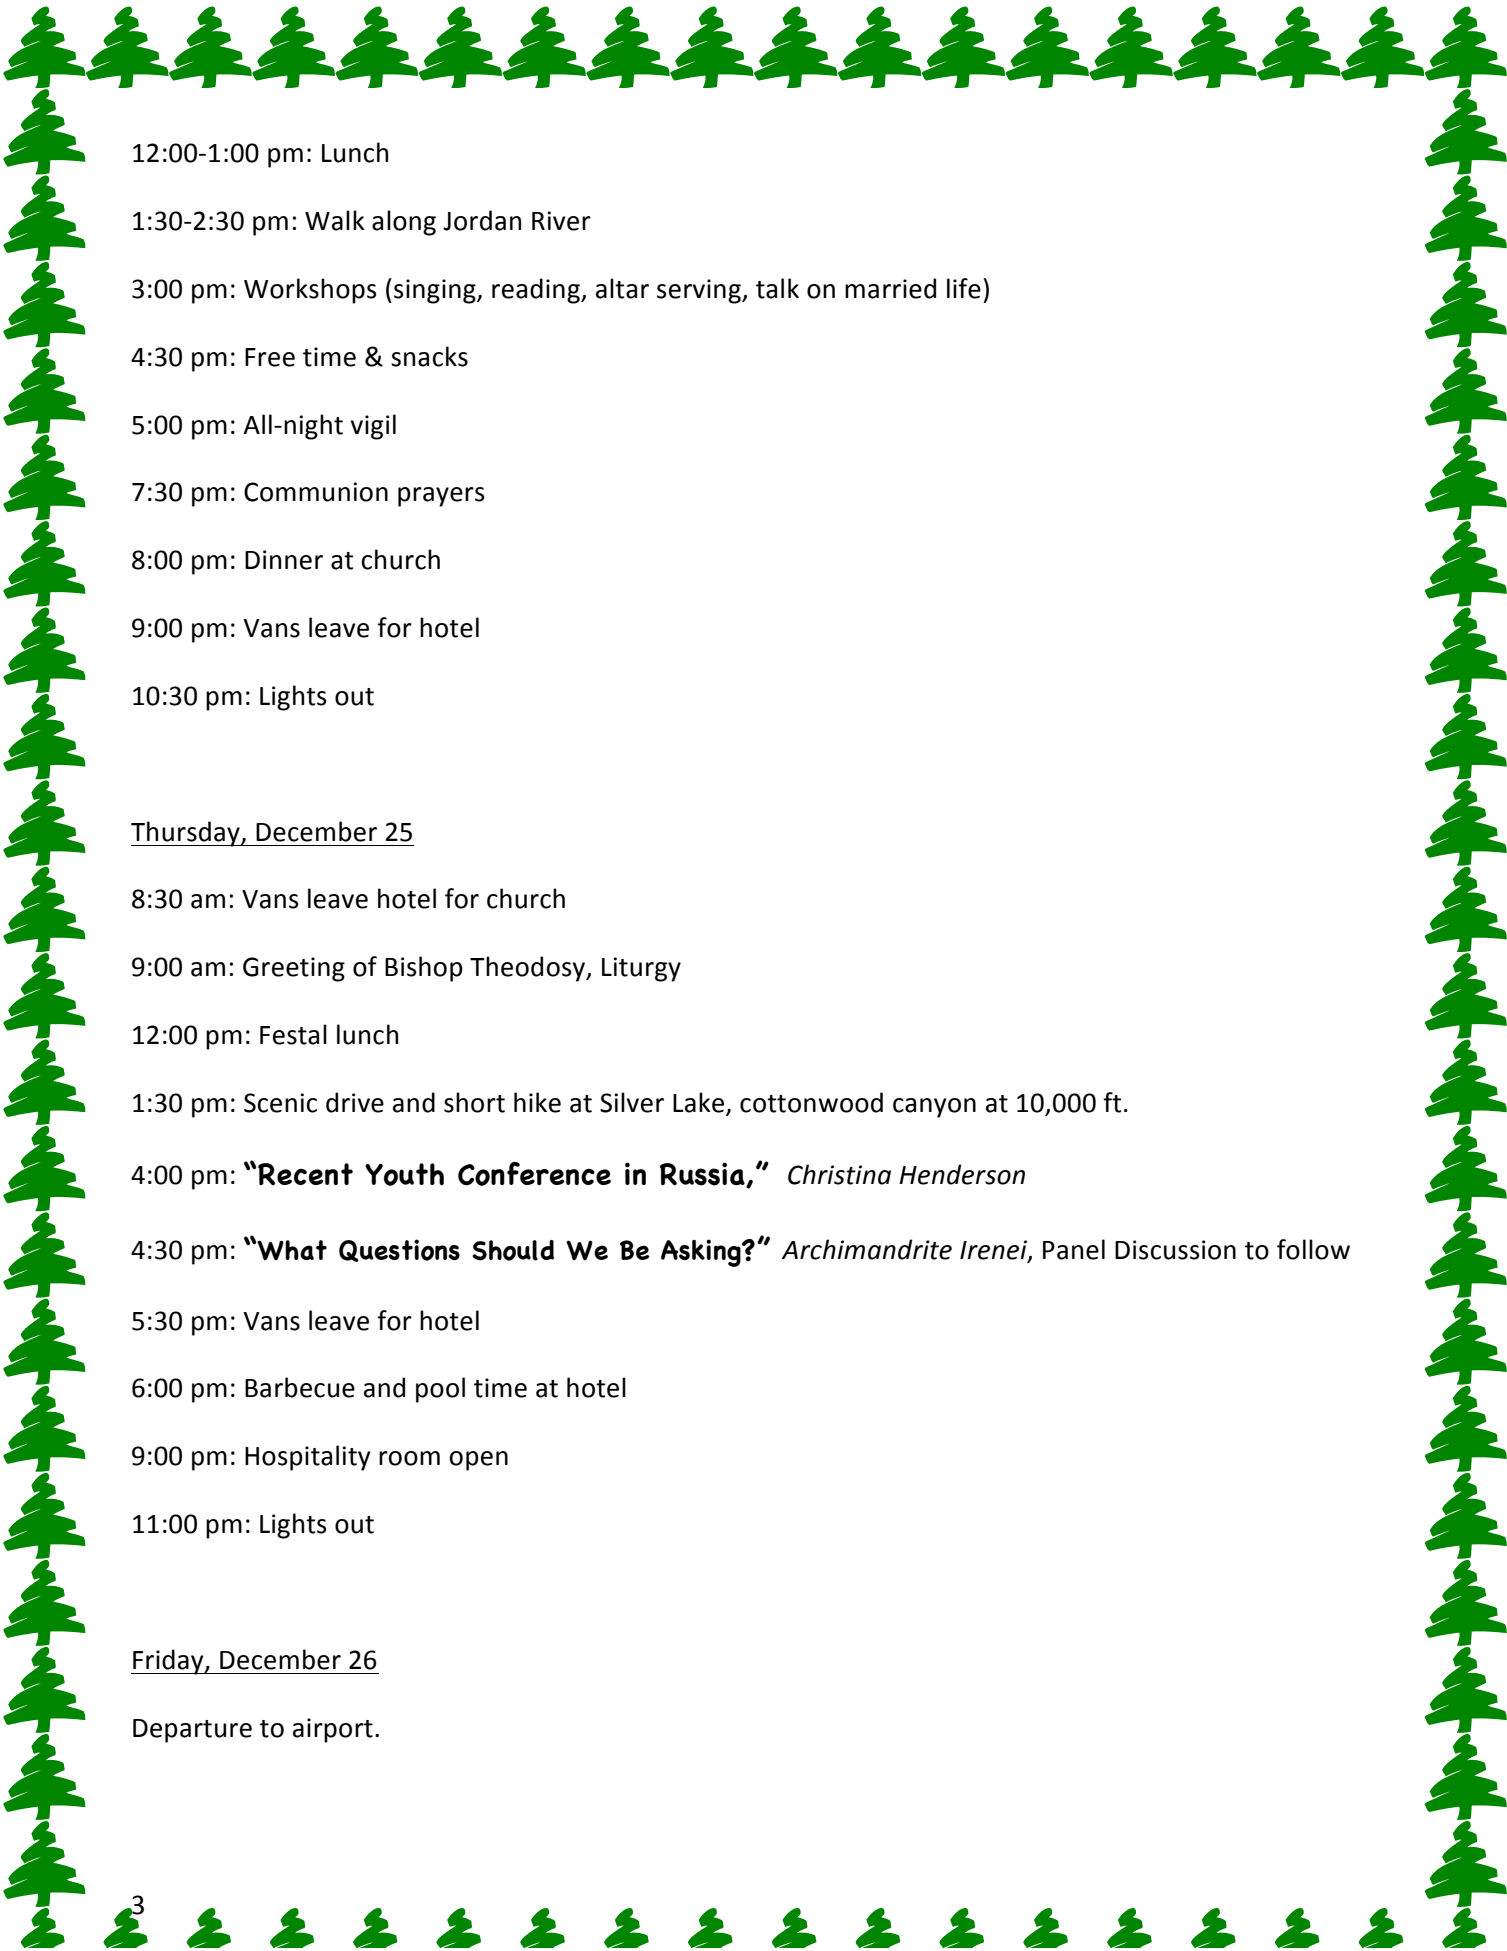 12:00-1:00 pm: Lunch
1:30-2:30 pm: Walk along Jordan River
3:00 pm: Workshops (singing, reading, altar serving, talk on married life)
4:30 pm: Free time & snacks
5:00 pm: All-night vigil
7:30 pm: Communion prayers
8:00 pm: Dinner at church
9:00 pm: Vans leave for hotel
10:30 pm: Lights out
Thursday, December 25
8:30 am: Vans leave hotel for church
9:00 am: Greeting of Bishop Theodosy, Liturgy
12:00 pm: Festal lunch
1:30 pm: Scenic drive and short hike at Silver Lake, cottonwood canyon at 10,000 ft.
4:00 pm: “Recent Youth Conference in Russia,” Christina Henderson
4:30 pm: “What Questions Should We Be Asking?” Archimandrite Irenei, Panel Discussion to follow
5:30 pm: Vans leave for hotel
6:00 pm: Barbecue and pool time at hotel
9:00 pm: Hospitality room open
11:00 pm: Lights out
Friday, December 26
Departure to airport.
3